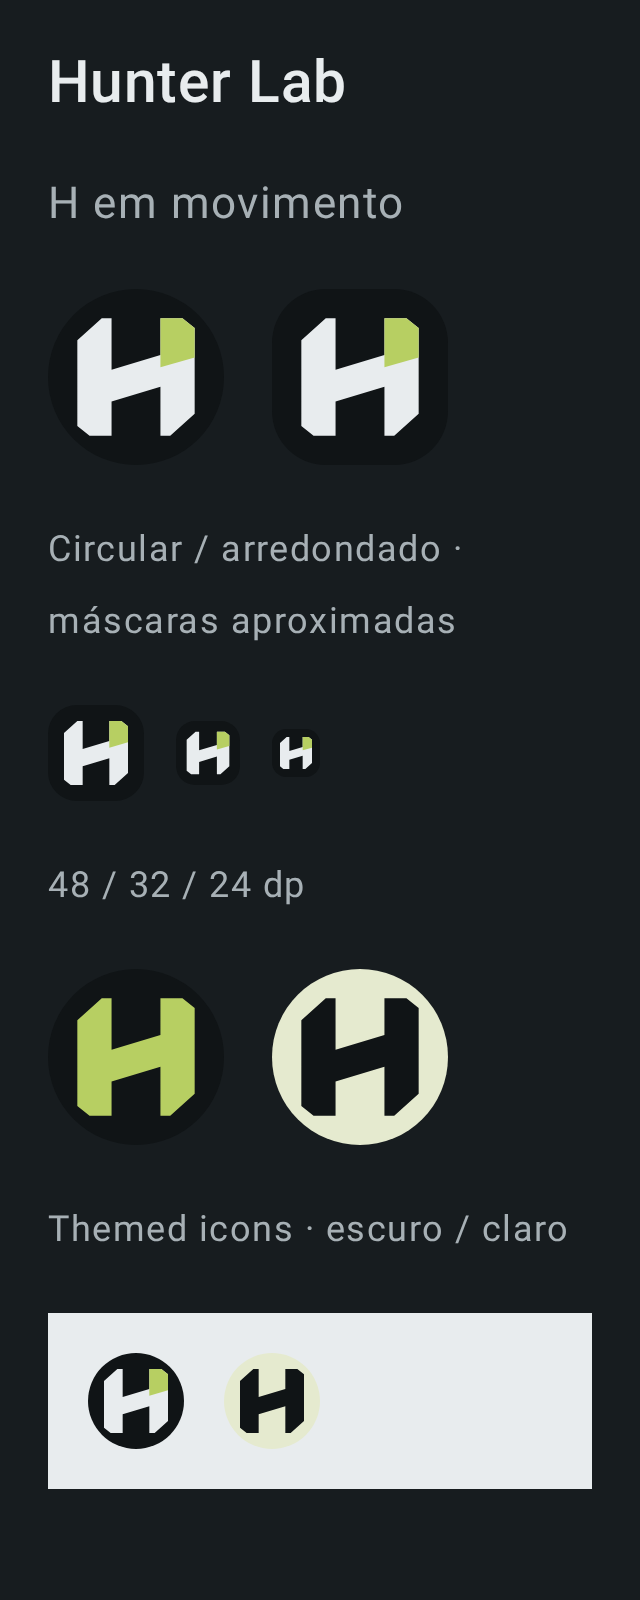 Hunter Lab
H em movimento
Circular / arredondado ·
máscaras aproximadas
48 / 32 / 24 dp
Themed icons · escuro / claro